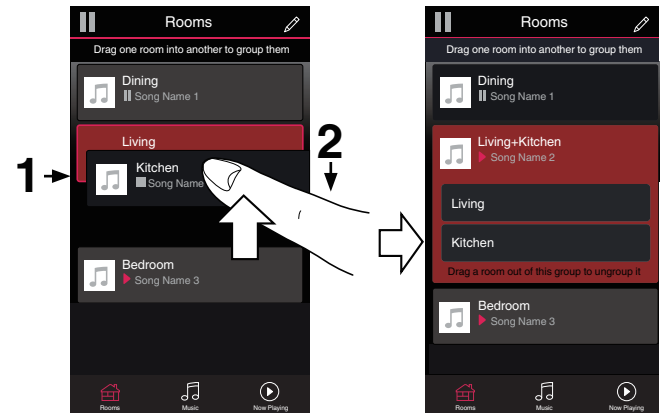 Rooms
Drag one room into another to group them
Dining
Song Name 1
Living
Kitchen
Song Name
Bedroom
Song Name 3
Rooms
Music
Now Playing
1
2
Rooms
Drag one room into another to group them
Dining
Song Name 1
Living+Kitchen
Song Name 2
Living
Kitchen
Drag a room out of this group to ungroup it
Bedroom
Song Name 3
Rooms
Music
Now Playing